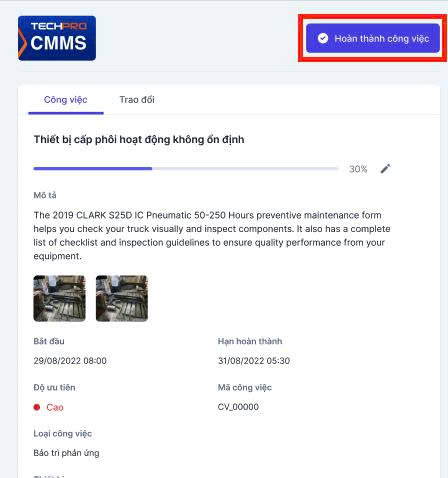 TECHPRO
CMMS
Hoàn thành công việc
Công việc
Trao đổi
Thiết bị cấp phôi hoạt động không ổn định
30%
Mô tả
The 2019 CLARK S25D IC Pneumatic 50-250 Hours preventive maintenance form
helps you check your truck visually and inspect components. It also has a complete
list of checklist and inspection guidelines to ensure quality performance from your
equipment.
Bắt đầu
Hạn hoàn thành
29/08/2022 08:00
31/08/2022 05:30
Độ ưu tiên
Mã công việc
Cao
CV_00000
Loại công việc
Bảo trì phản ứng